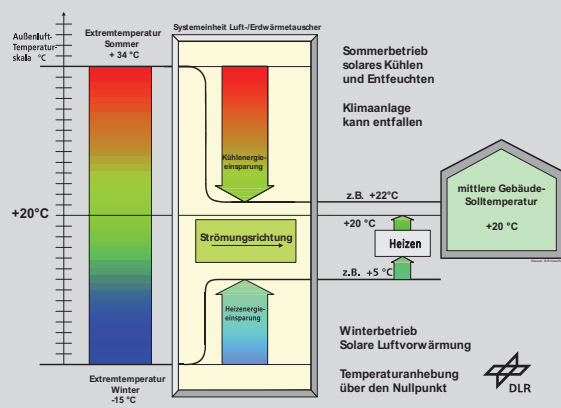 Außenluft-
Temperatur-
skala °C
Extremtemperatur
Sommer
+ 34 °C
Systemeinheit Luft-/Erdwärmetauscher
Sommerbetrieb
solares Kühlen
und Entfeuchten
Klimaanlage
kann entfallen
Kühlenergie-
einsparung
z.B. +22°C
+20°C
+20 °C
mittlere Gebäude-
Solltemperatur
+20 °C
Strömungsrichtung
Heizen
z.B. +5 °C
Heizenergie-
einsparung
Winterbetrieb
Solare Luftvorwärmung
Temperaturanhebung
über den Nullpunkt
Extremtemperatur
Winter
-15 °C
DLR